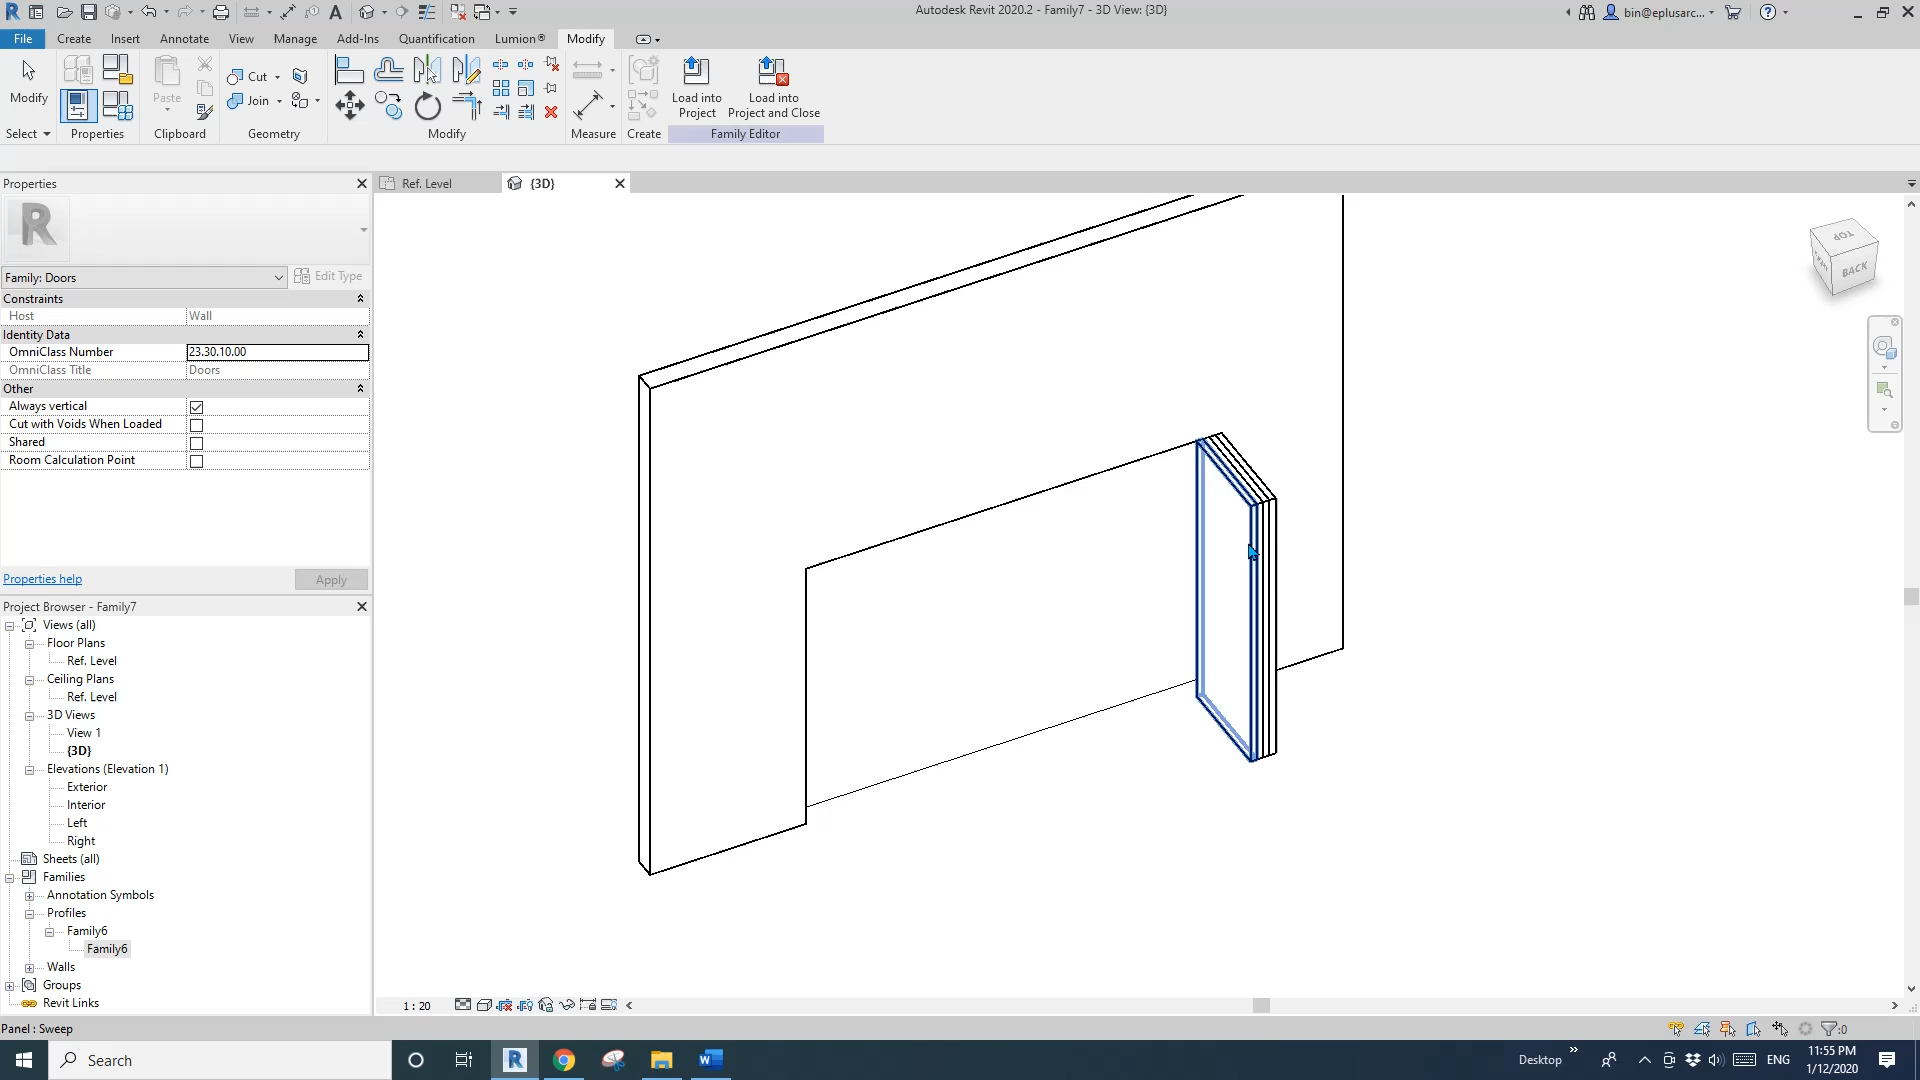 Autodesk Revit 2020.2 - Family7 - 3D View: {3D}
bin@eplusarc...
File
Create
Insert
Annotate
View
Manage
Add-Ins
Quantification
Lumion®
Modify
Modify
Paste
Cut
Join
Load into
Project
Load into
Project and Close
Select
Properties
Clipboard
Geometry
Modify
Measure
Create
Family Editor
Properties
Ref. Level
{3D}
R
Family: Doors
Edit Type
Constraints
Host
Wall
Identity Data
OmniClass Number
23.30.10.00
OmniClass Title
Doors
Other
Always vertical
Cut with Voids When Loaded
Shared
Room Calculation Point
Properties help
Apply
Project Browser - Family7
Views (all)
Floor Plans
Ref. Level
Ceiling Plans
Ref. Level
3D Views
View 1
{3D}
Elevations (Elevation 1)
Exterior
Interior
Left
Right
Sheets (all)
Families
Annotation Symbols
Profiles
Family6
Family6
Walls
Groups
Revit Links
TOP
BACK
1 : 20
Panel : Sweep
:0
Search
Desktop
ENG
11:55 PM
1/12/2020